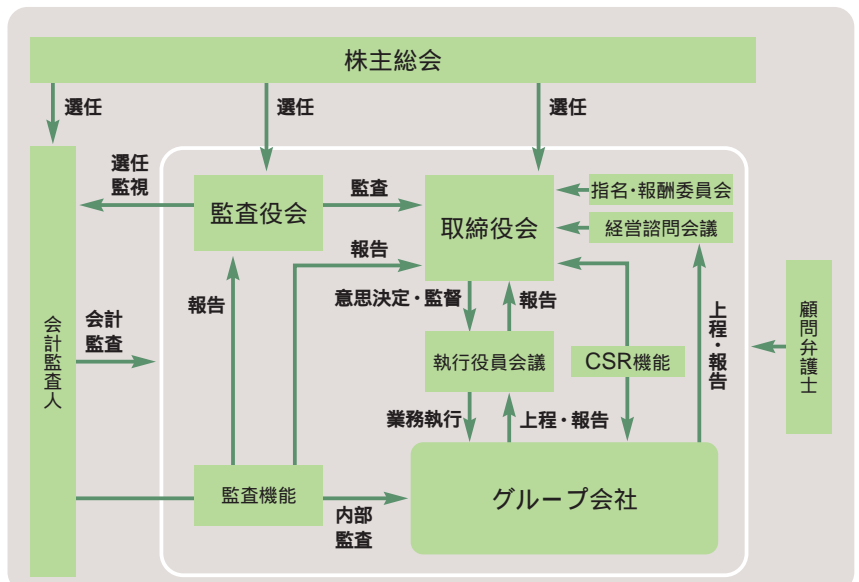 株主総会
選任
選任
選任
選任
監視
監査役会
監査
取締役会
指名・報酬委員会
経営諮問会議
報告
報告
意思決定・監督
報告
会計監査人
会計
監査
執行役員会議
CSR機能
上程・報告
顧問弁護士
業務執行
上程・報告
監査機能
内部
監査
グループ会社